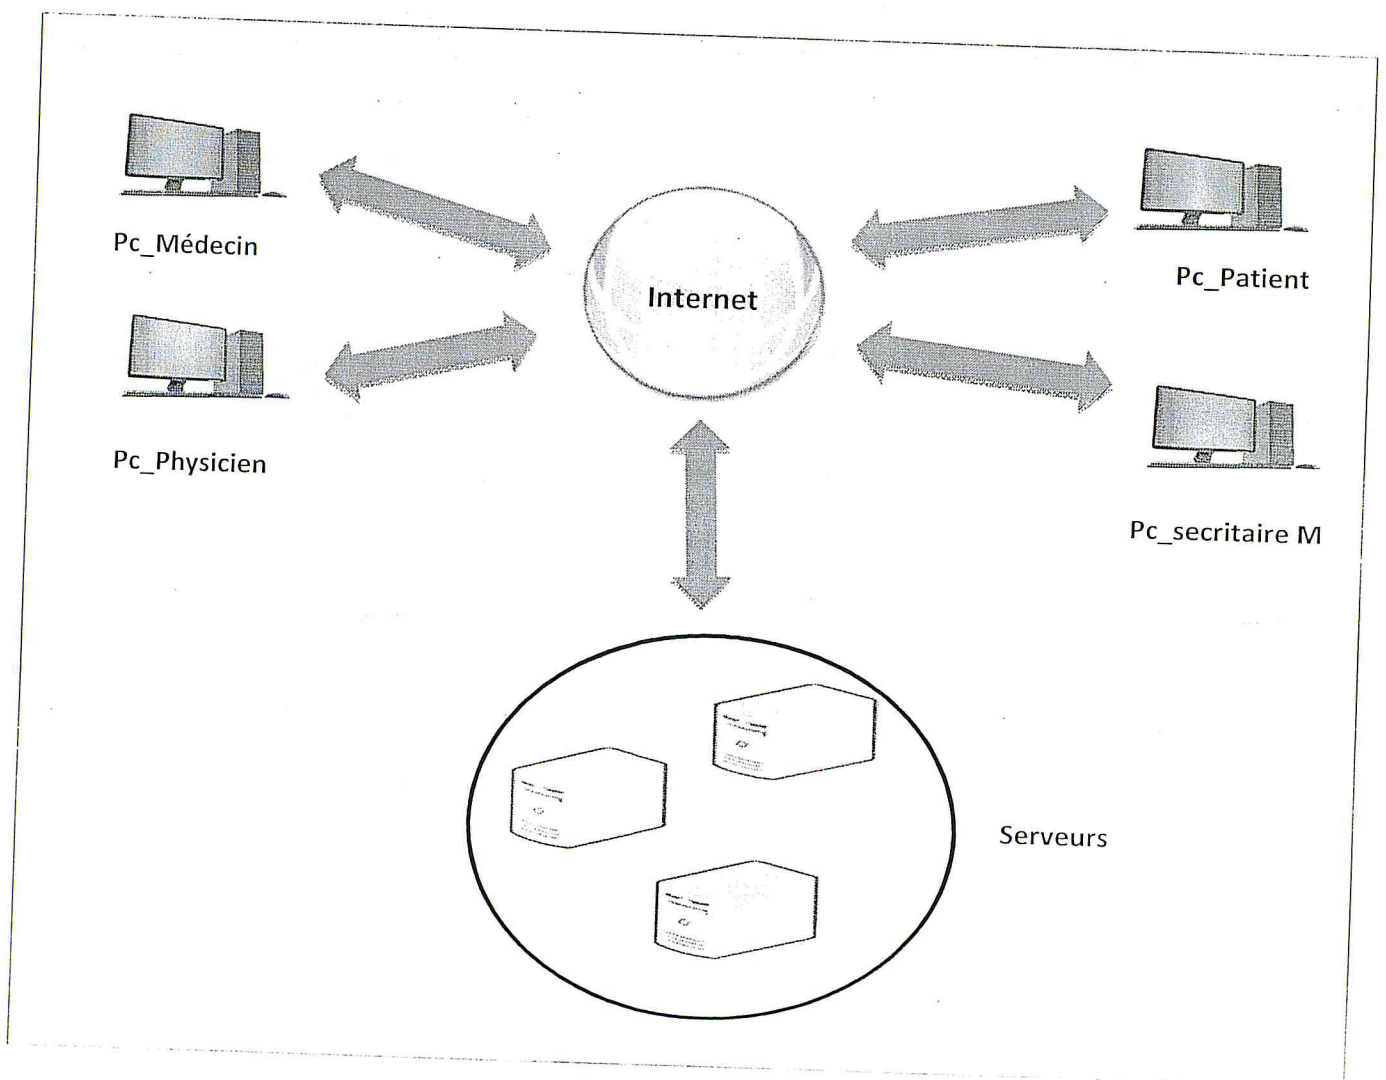 Pc_Médecin
Internet
Pc_Patient
Pc_Physicien
Pc_secritaire M
Serveurs